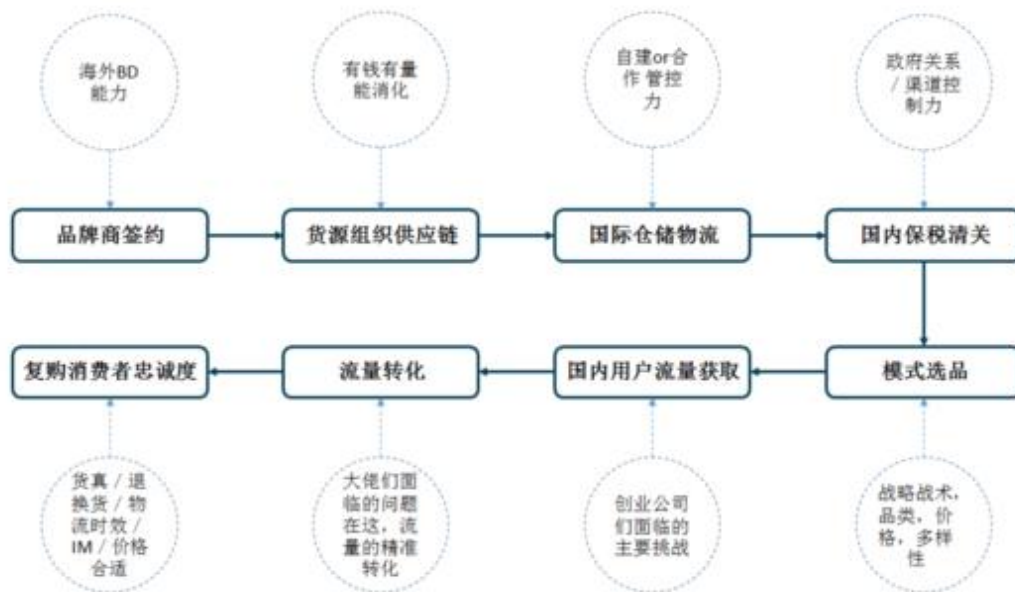 海外BD
能力
有钱有量
能消化
自建or合
作 管控
力
政府关系
/ 渠道控
制力
品牌商签约
货源组织供应链
国际仓储物流
国内保税清关
复购消费者忠诚度
流量转化
国内用户流量获取
模式选品
货真 / 退
换货 / 物
流时效 /
IM / 价格
合适
大佬们面
临的问题
在这，流
量的精准
转化
创业公司
们面临的
主要挑战
战略战术，
品类，价
格，多样
性